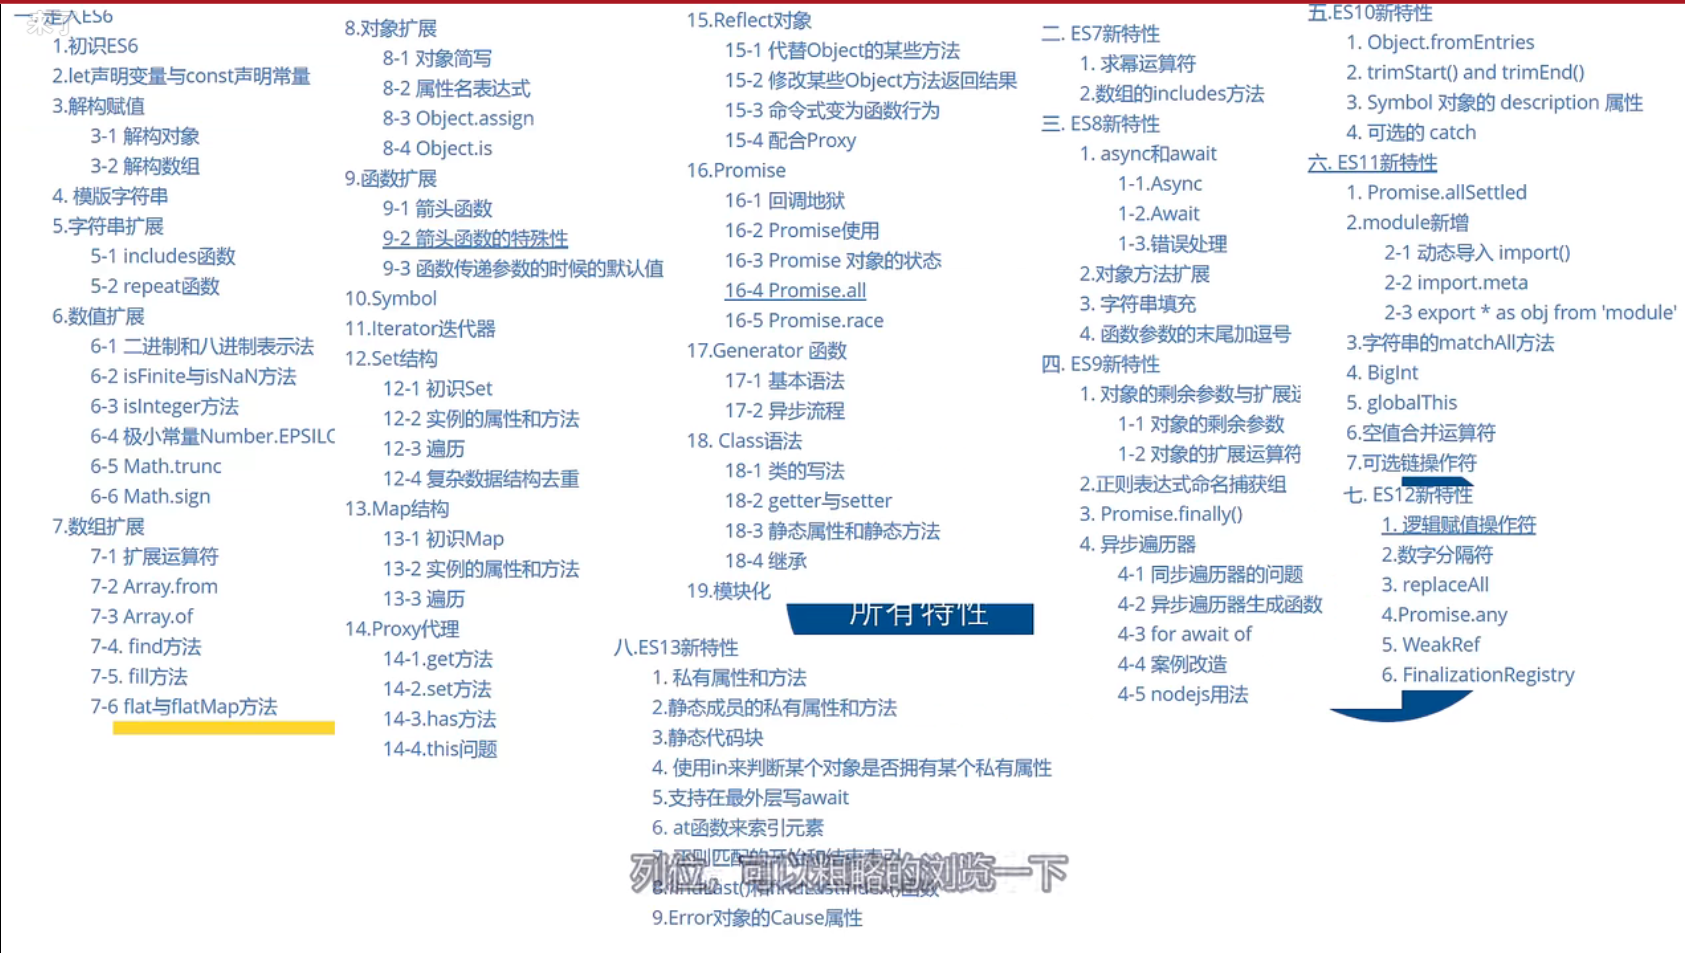 一 走入ES6
1.初识ES6
2.let声明变量与const声明常量
3.解构赋值
3-1 解构对象
3-2 解构数组
4. 模版字符串
5.字符串扩展
5-1 includes函数
5-2 repeat函数
6.数值扩展
6-1 二进制和八进制表示法
6-2 isFinite与isNaN方法
6-3 isInteger方法
6-4 极小常量Number.EPSILO
6-5 Math.trunc
6-6 Math.sign
7.数组扩展
7-1 扩展运算符
7-2 Array.from
7-3 Array.of
7-4. find方法
7-5. fill方法
7-6 flat与flatMap方法
8.对象扩展
8-1 对象简写
8-2 属性名表达式
8-3 Object.assign
8-4 Object.is
9.函数扩展
9-1 箭头函数
9-2 箭头函数的特殊性
9-3 函数传递参数的时候的默认值
10.Symbol
11.Iterator迭代器
12.Set结构
12-1 初识Set
12-2 实例的属性和方法
12-3 遍历
12-4 复杂数据结构去重
13.Map结构
13-1 初识Map
13-2 实例的属性和方法
13-3 遍历
14.Proxy代理
14-1.get方法
14-2.set方法
14-3.has方法
14-4.this问题
15.Reflect对象
15-1 代替Object的某些方法
15-2 修改某些Object方法返回结果
15-3 命令式变为函数行为
15-4 配合Proxy
16.Promise
16-1 回调地狱
16-2 Promise使用
16-3 Promise 对象的状态
16-4 Promise.all
16-5 Promise.race
17.Generator 函数
17-1 基本语法
17-2 异步流程
18. Class语法
18-1 类的写法
18-2 getter与setter
18-3 静态属性和静态方法
18-4 继承
19.模块化
所有特性
二. ES7新特性
1. 求幂运算符
2.数组的includes方法
三. ES8新特性
1. async和await
1-1.Async
1-2.Await
1-3.错误处理
2.对象方法扩展
3. 字符串填充
4. 函数参数的末尾加逗号
四. ES9新特性
1. 对象的剩余参数与扩展运
1-1 对象的剩余参数
1-2 对象的扩展运算符
2.正则表达式命名捕获组
3. Promise.finally()
4. 异步遍历器
4-1 同步遍历器的问题
4-2 异步遍历器生成函数
4-3 for await of
4-4 案例改造
4-5 nodejs用法
五.ES10新特性
1. Object.fromEntries
2. trimStart() and trimEnd()
3. Symbol 对象的 description 属性
4. 可选的 catch
六. ES11新特性
1. Promise.allSettled
2.module新增
2-1 动态导入 import()
2-2 import.meta
2-3 export * as obj from 'module'
3.字符串的matchAll方法
4. BigInt
5. globalThis
6.空值合并运算符
7.可选链操作符
七. ES12新特性
1. 逻辑赋值操作符
2.数字分隔符
3. replaceAll
4.Promise.any
5. WeakRef
6. FinalizationRegistry
八.ES13新特性
1. 私有属性和方法
2.静态成员的私有属性和方法
3.静态代码块
4. 使用in来判断某个对象是否拥有某个私有属性
5.支持在最外层写await
6. at函数来索引元素
7. 正则匹配的开始和结束索引
8.findLast()和findLastIndex()函数
9.Error对象的Cause属性
列位，可以粗略的浏览一下